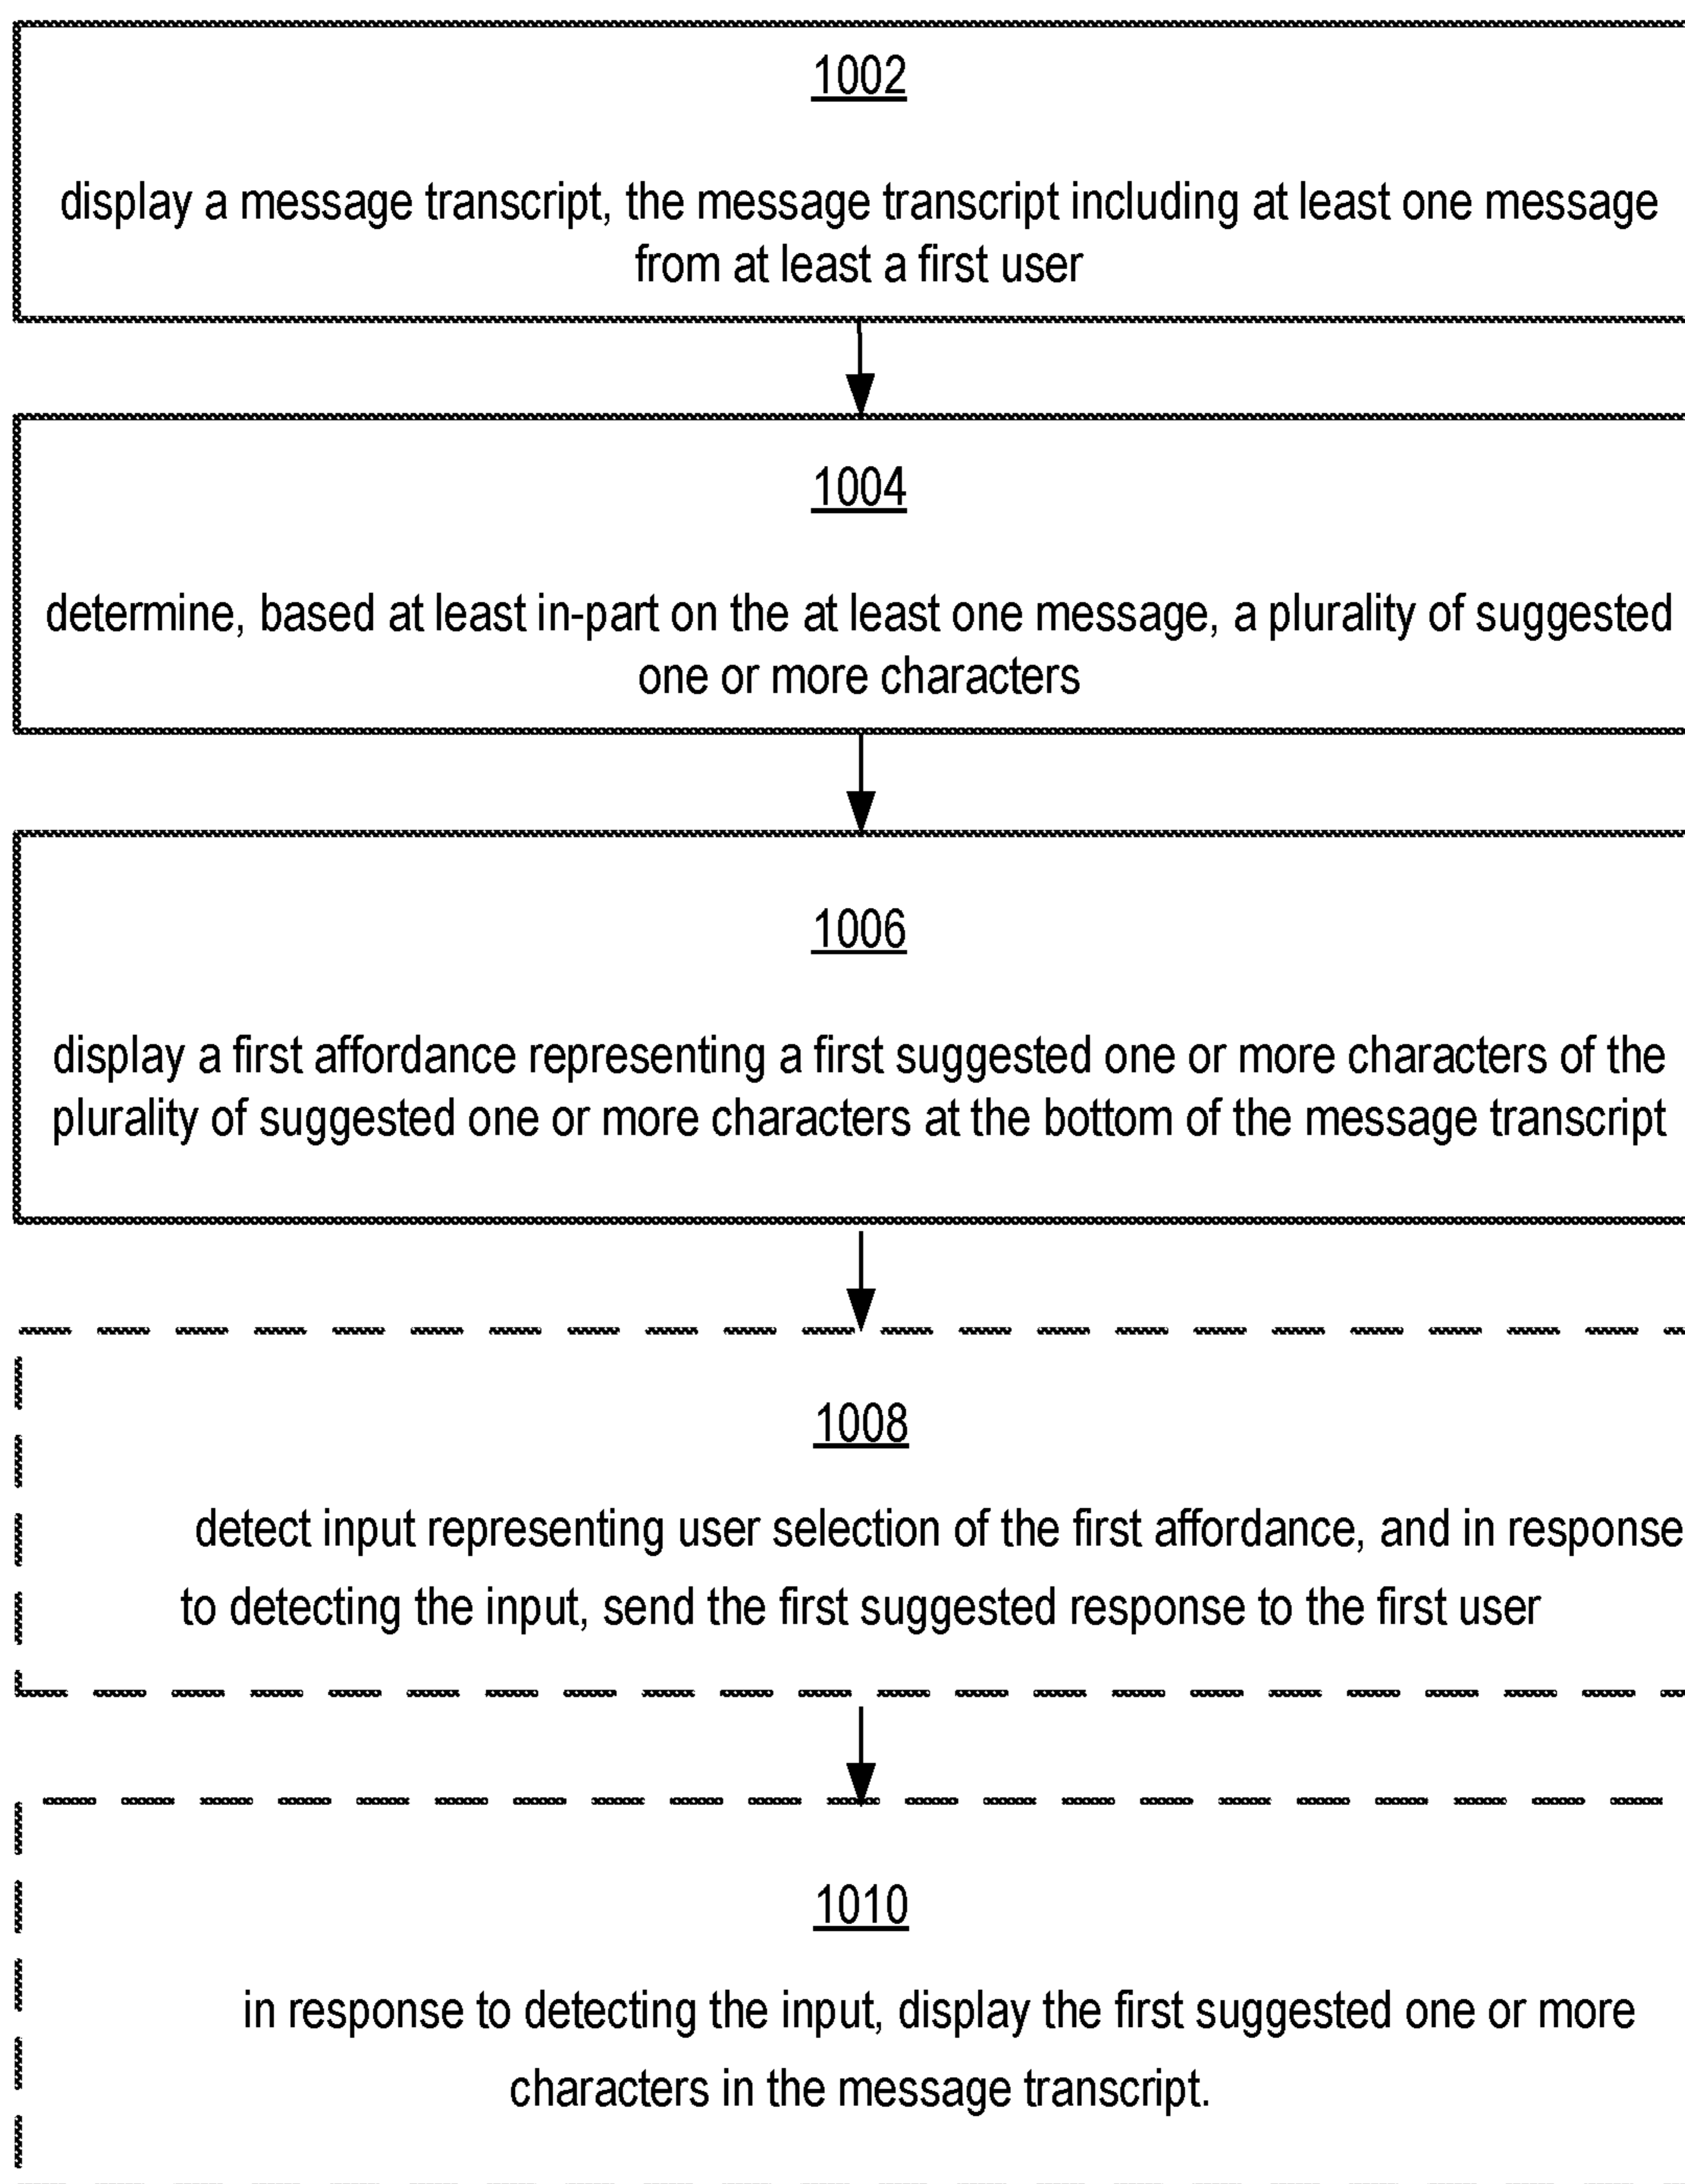 1002
display a message transcript, the message transcript including at least one message
from at least a first user
1004
determine, based at least in-part on the at least one message, a plurality of suggested
one or more characters
1006
display a first affordance representing a first suggested one or more characters of the
plurality of suggested one or more characters at the bottom of the message transcript
1008
detect input representing user selection of the first affordance, and in response
to detecting the input, send the first suggested response to the first user
1010
in response to detecting the input, display the first suggested one or more
characters in the message transcript.